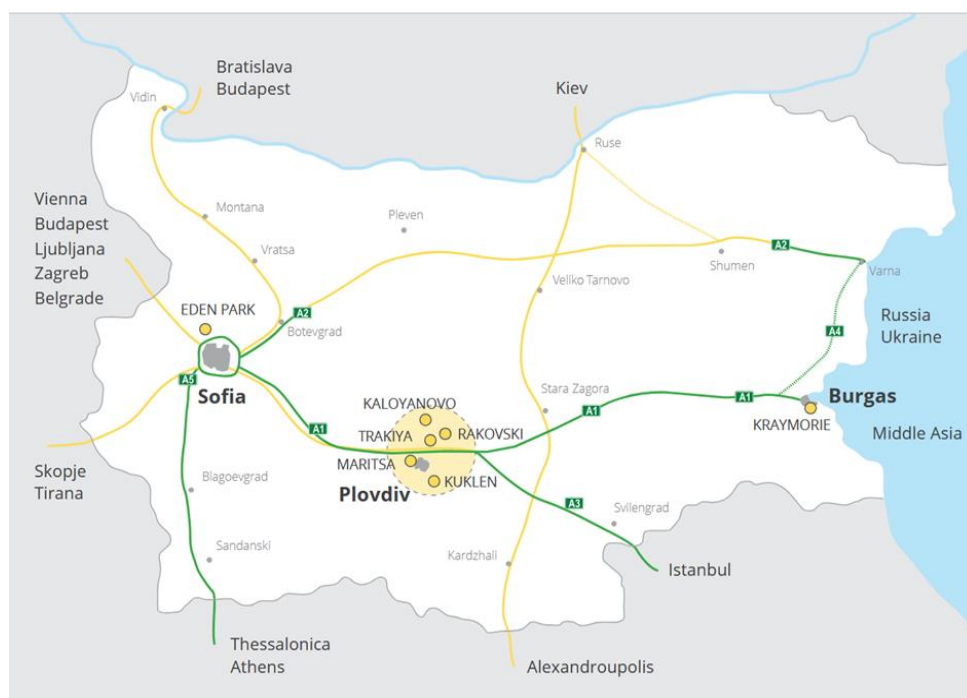 Bratislava
Budapest
Kiev
Vidin
Ruse
Vienna
Budapest
Ljubljana
Zagreb
Belgrade
Montana
Pleven
Vratsa
A2
Shumen
Varna
Veliko Tarnovo
EDEN PARK
A2
Botevgrad
Russia
Ukraine
A4
A5
Sofia
Stara Zagora
A1
Burgas
KALOYANOVO
A1
A1
KRAYMORIE
Middle Asia
TRAKIYA
RAKOVSKI
MARITSA
KUKLEN
Plovdiv
Skopje
Tirana
Blagoevgrad
A3
Svilengrad
Sandanski
Kardzhali
Istanbul
Thessalonica
Athens
Alexandroupolis